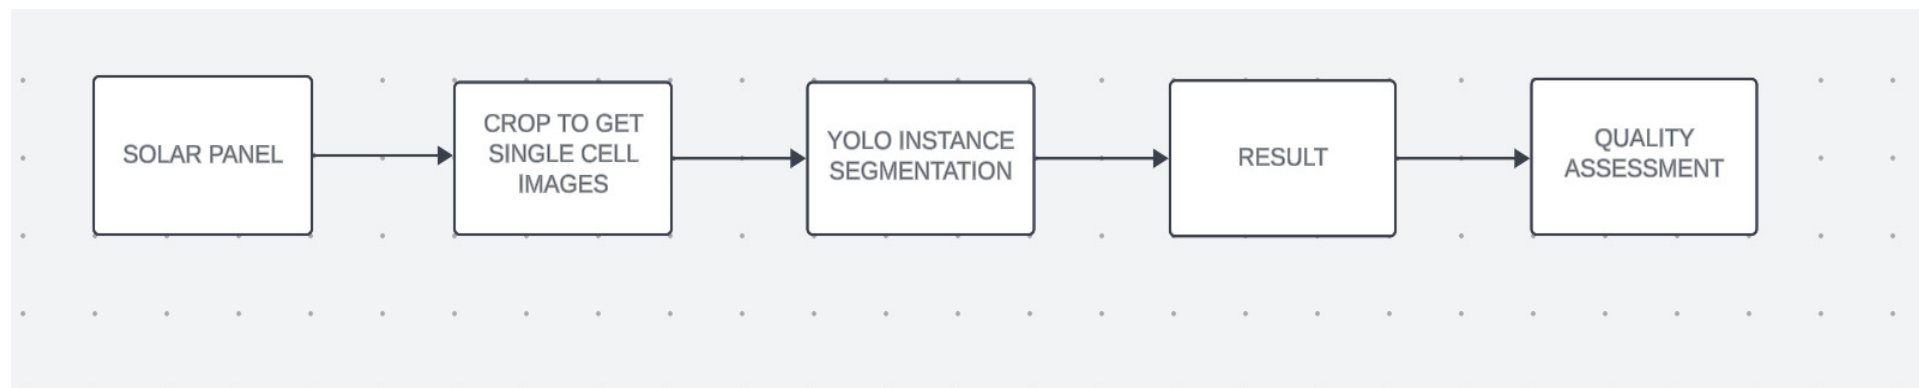 SOLAR PANEL
CROP TO GET
SINGLE CELL
IMAGES
YOLO INSTANCE
SEGMENTATION
RESULT
QUALITY
ASSESSMENT